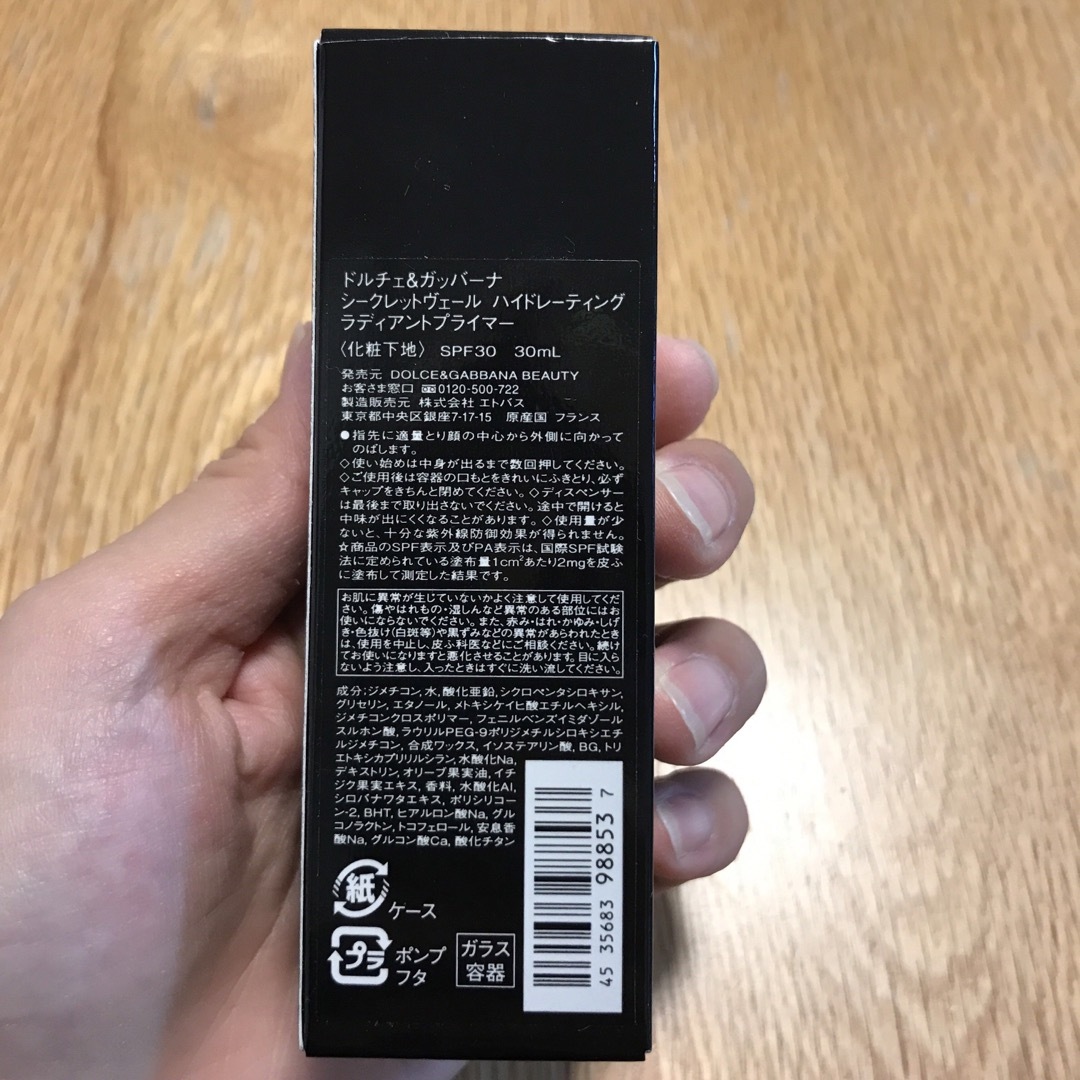 ドルチェ&ガッバーナ
シークレットヴェール ハイドレーティング
ラディアントプライマー
〈化粧下地〉 SPF30 30mL
発売元 DOLCE&GABBANA BEAUTY
お客さま窓口 0120-500-722
製造販売元 株式会社 エトバス
東京都中央区銀座7-17-15 原産国 フランス
●指先に適量とり顔の中心から外側に向かって
のばします。
◇使い始めは中身が出るまで数回押してください。
◇ご使用後は容器の口もとをきれいにふきとり、必ず
キャップをきちんと閉めてください。◇ディスペンサー
は最後まで取り出さないでください。途中で開けると
中味が出にくくなることがあります。◇使用量が少
ないと、十分な紫外線防御効果が得られません。
☆商品のSPF表示及びPA表示は、国際SPF試験
法に定められている塗布量1cm²あたり2mgを皮ふ
に塗布して測定した結果です。
お肌に異常が生じていないかよく注意して使用してくだ
さい。傷やはれもの・湿しんなど異常のある部位にはお
使いにならないでください。また、赤み・はれ・かゆみ・しげ
き・色抜け(白斑等)や黒ずみなどの異常があらわれたとき
は、使用を中止し、皮ふ科医などにご相談ください。続け
てお使いになりますと悪化させることがあります。目に入ら
ないよう注意し、入ったときはすぐに洗い流してください。
成分:ジメチコン,水,酸化亜鉛,シクロペンタシロキサン,
グリセリン,エタノール,メトキシケイヒ酸エチルヘキシル,
ジメチコンクロスポリマー,フェニルベンズイミダゾール
スルホン酸,ラウリルPEG-9ポリジメチルシロキシエチ
ルジメチコン,合成ワックス,イソステアリン酸,BG,トリ
エトキシカプリリルシラン,水酸化Na,
デキストリン,オリーブ果実油,イチ
ジク果実エキス,香料,水酸化Al,
シロバナワタエキス,ポリシリコー
ン-2,BHT,ヒアルロン酸Na,グル
コノラクトン,トコフェロール,安息香
酸Na,グルコン酸Ca,酸化チタン
紙 ケース
プラ ポンプ
フタ
ガラス
容器
4535683988537